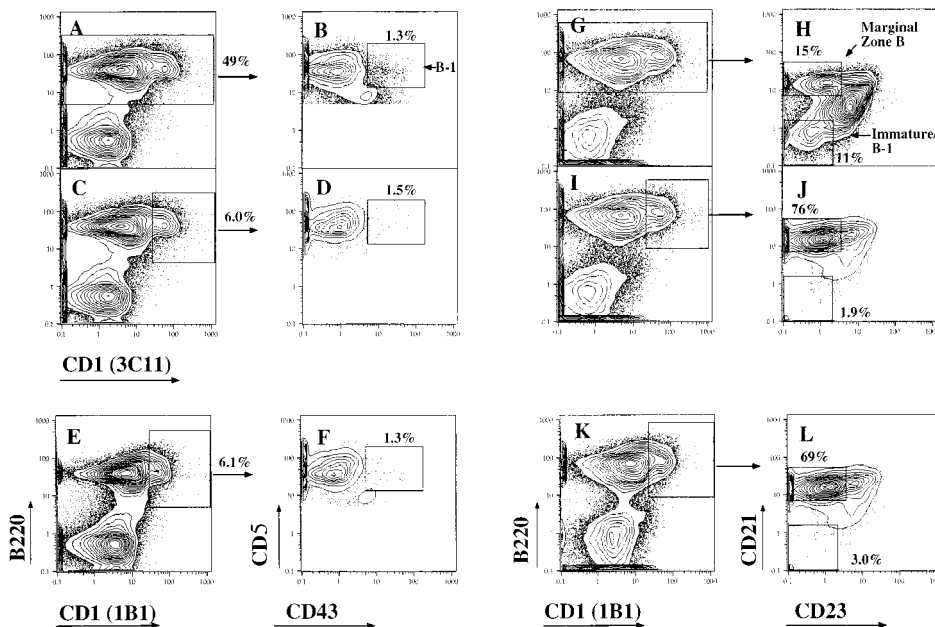 A
B
1.3%
49%
B-1
C
D
1.5%
6.0%
CD1 (3C11)
E
F
1.3%
6.1%
B220
CD5
CD1 (1B1)
CD43
G
H
Marginal
Zone B
15%
Immature/
B-1
11%
I
J
76%
1.9%
K
L
69%
3.0%
B220
CD21
CD1 (1B1)
CD23